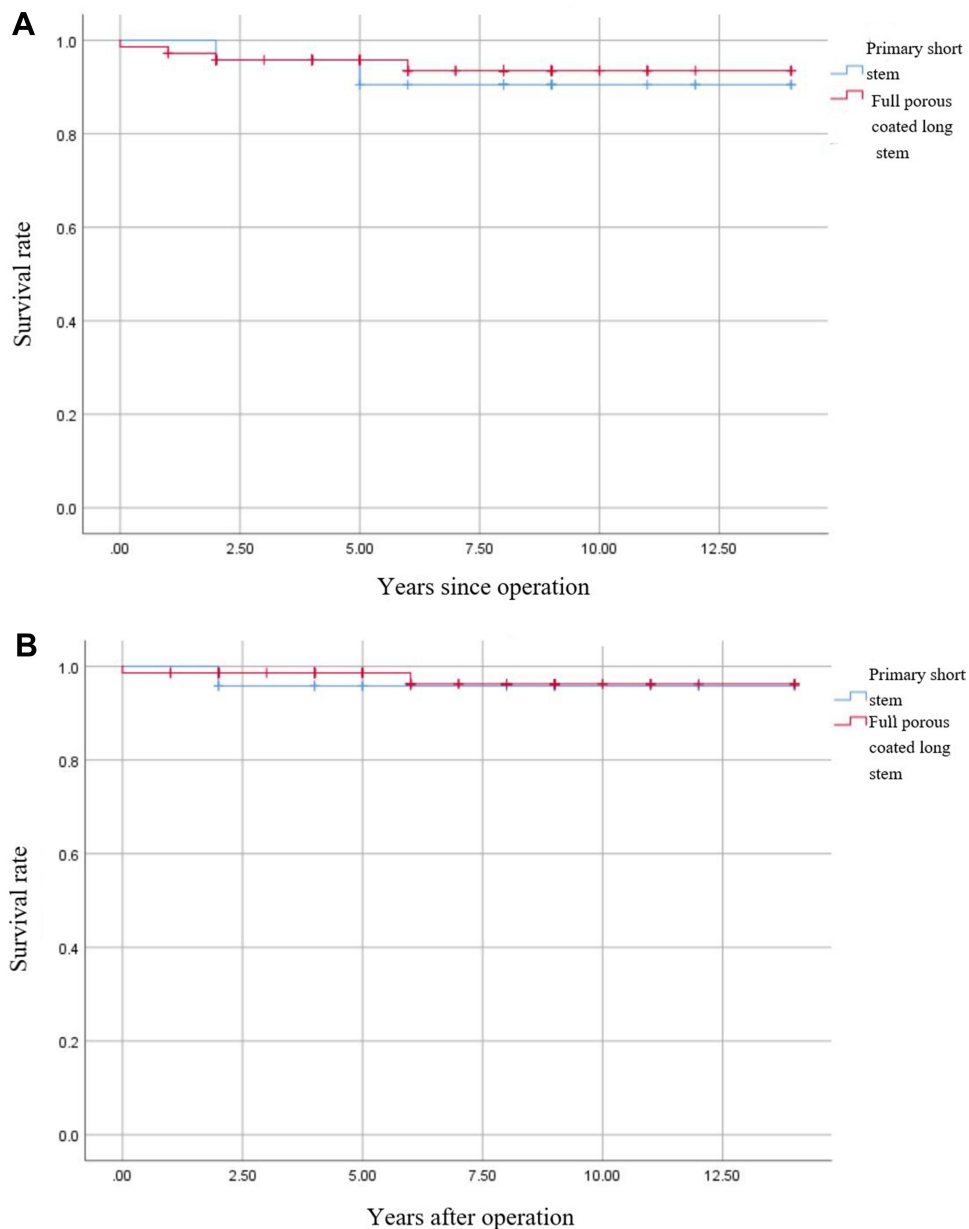 A
1.0
0.8
0.6
0.4
0.2
0.0
Survival rate
.00 2.50 5.00 7.50 10.00 12.50
Years since operation
Primary short
stem
Full porous
coated long
stem
B
1.0
0.8
0.6
0.4
0.2
0.0
Survival rate
.00 2.50 5.00 7.50 10.00 12.50
Years after operation
Primary short
stem
Full porous
coated long
stem